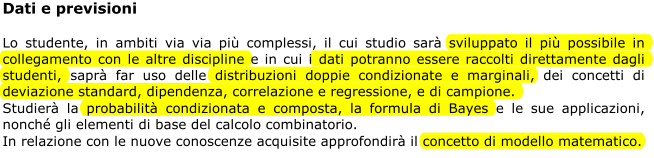 Dati e previsioni
Lo studente, in ambiti via via più complessi, il cui studio sarà sviluppato il più possibile in
collegamento con le altre discipline e in cui i dati potranno essere raccolti direttamente dagli
studenti, saprà far uso delle distribuzioni doppie condizionate e marginali, dei concetti di
deviazione standard, dipendenza, correlazione e regressione, e di campione.
Studierà la probabilità condizionata e composta, la formula di Bayes e le sue applicazioni,
nonché gli elementi di base del calcolo combinatorio.
In relazione con le nuove conoscenze acquisite approfondirà il concetto di modello matematico.